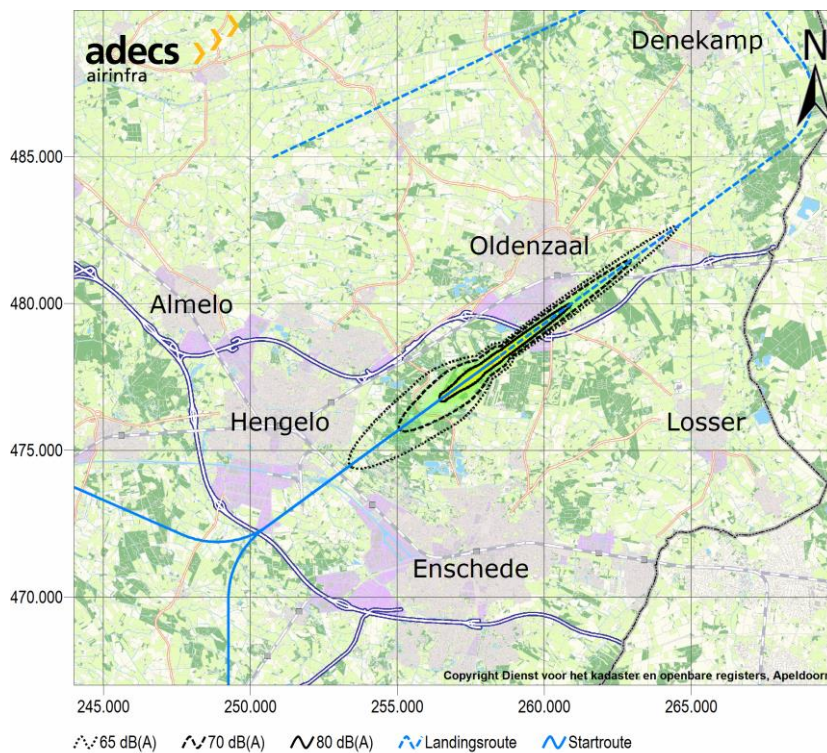 adecs
airinfra
Denekamp
N
485.000
Oldenzaal
480.000
Almelo
Hengelo
Losser
475.000
Enschede
470.000
Copyright Dienst voor het kadaster en openbare registers, Apeldoorn
245.000 250.000 255.000 260.000 265.000
65 dB(A) 70 dB(A) 80 dB(A) Landingsroute Startroute